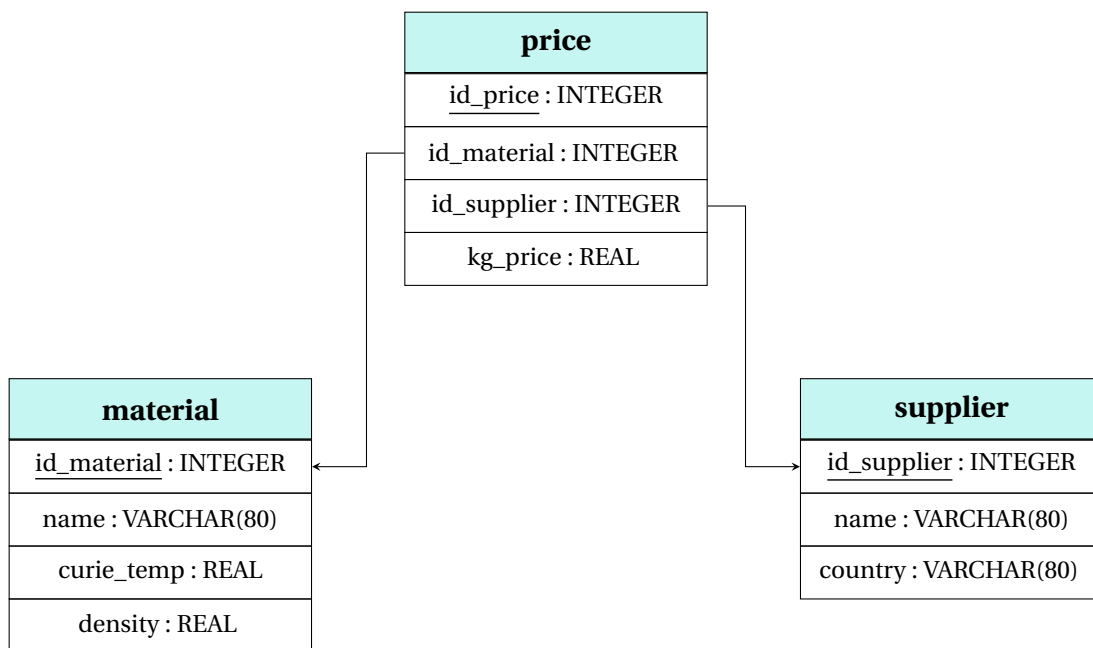 price
id_price : INTEGER
id_material : INTEGER
id_supplier : INTEGER
kg_price : REAL
material
id_material : INTEGER
name : VARCHAR(80)
curie_temp : REAL
density : REAL
supplier
id_supplier : INTEGER
name : VARCHAR(80)
country : VARCHAR(80)